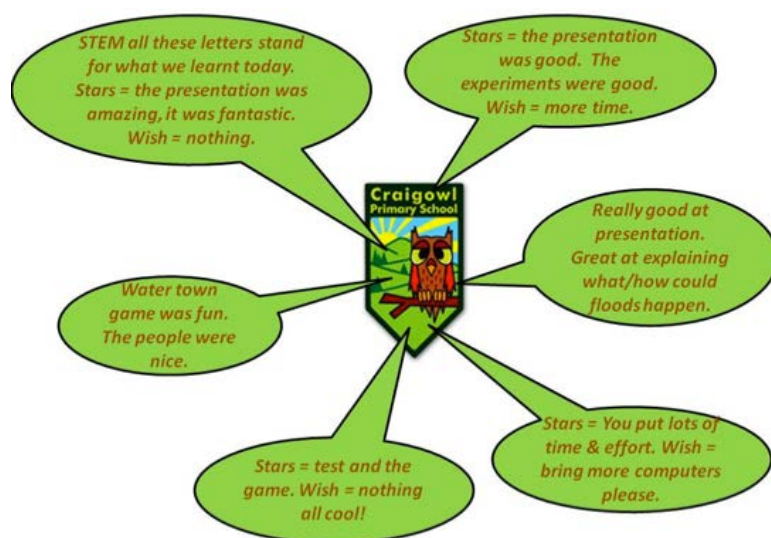 STEM all these letters stand
for what we learnt today.
Stars = the presentation was
amazing, it was fantastic.
Wish = nothing.
Stars = the presentation
was good.  The
experiments were good.
Wish = more time.
Craigowl
Primary School
Really good at
presentation.
Great at explaining
what/how could
floods happen.
Water town
game was fun.
The people were
nice.
Stars = You put lots of
time & effort. Wish =
bring more computers
please.
Stars = test and the
game. Wish = nothing
all cool!